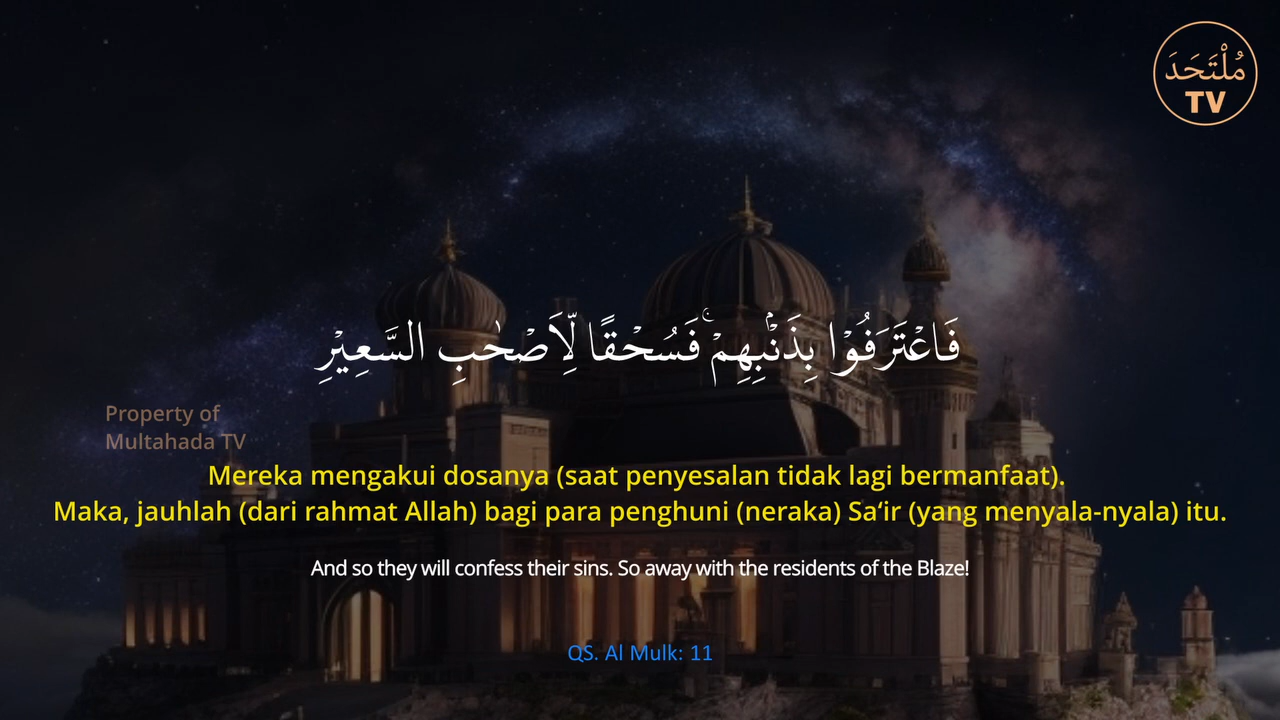 مُلْتَحَدَ
TV
فَاعْتَرَفُوْا بِذَنْۢبِهِمْۚ فَسُحْقًا لِّاَصْحٰبِ السَّعِيْرِ
Property of
Multahada TV
Mereka mengakui dosanya (saat penyesalan tidak lagi bermanfaat).
Maka, jauhlah (dari rahmat Allah) bagi para penghuni (neraka) Sa‘ir (yang menyala-nyala) itu.
And so they will confess their sins. So away with the residents of the Blaze!
QS. Al Mulk: 11